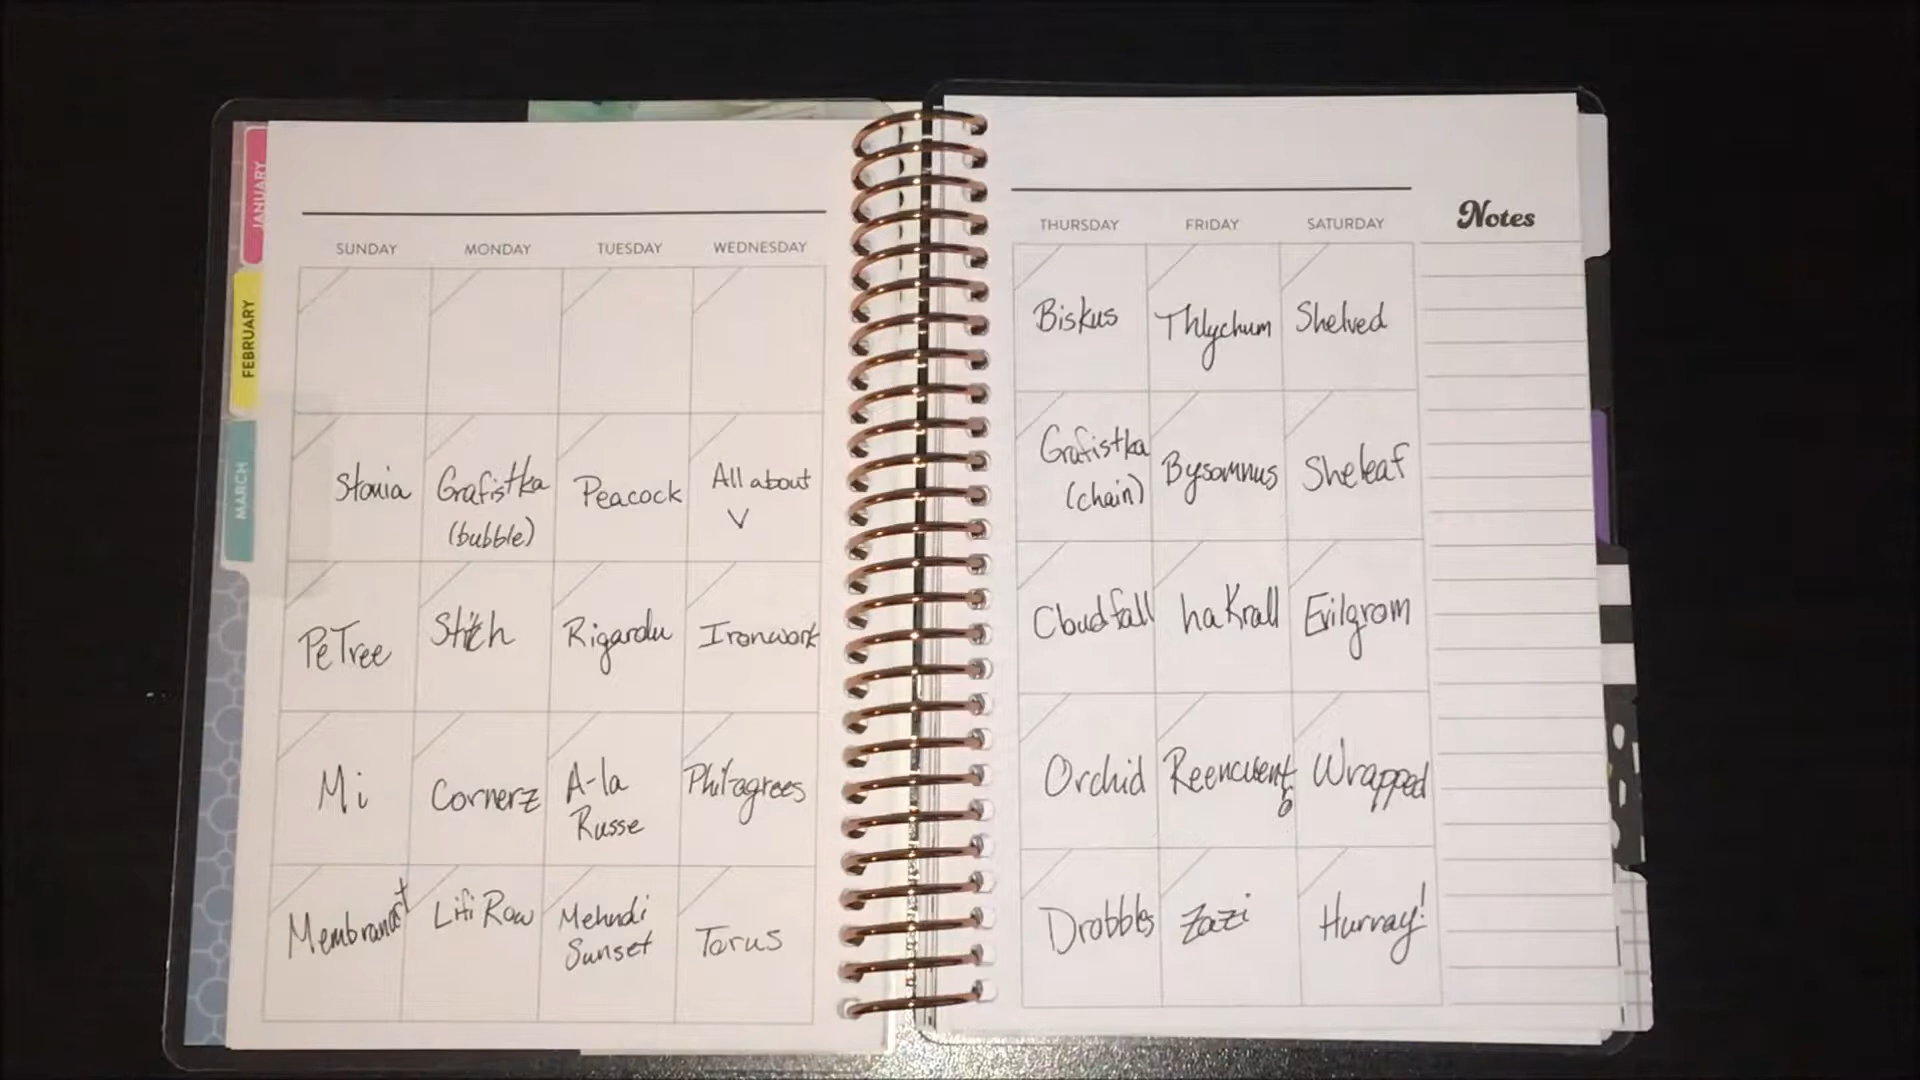 JANUARY
FEBRUARY
MARCH
SUNDAY MONDAY TUESDAY WEDNESDAY THURSDAY FRIDAY SATURDAY Notes
Biskus Thlychum Shelved
Stonia Grafistka (bubble) Peacock All about V Grafistka (chain) Bysomnus Sheleaf
PeTree Stitch Rigardu Ironwork Cloudfall haKrall Evilgrom
Mi Cornerz A-la Russe Phil'agrees Orchid Reencuentro Wrapped
Membranart Lifi Row Mehndi Sunset Torus Drobbles Zazi Hurray!